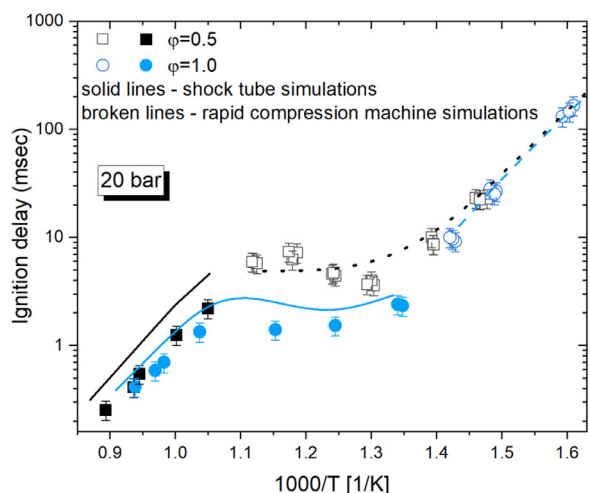 1000
φ=0.5
φ=1.0
solid lines - shock tube simulations
broken lines - rapid compression machine simulations
100
20 bar
10
1
Ignition delay (msec)
0.9 1.0 1.1 1.2 1.3 1.4 1.5 1.6
1000/T [1/K]